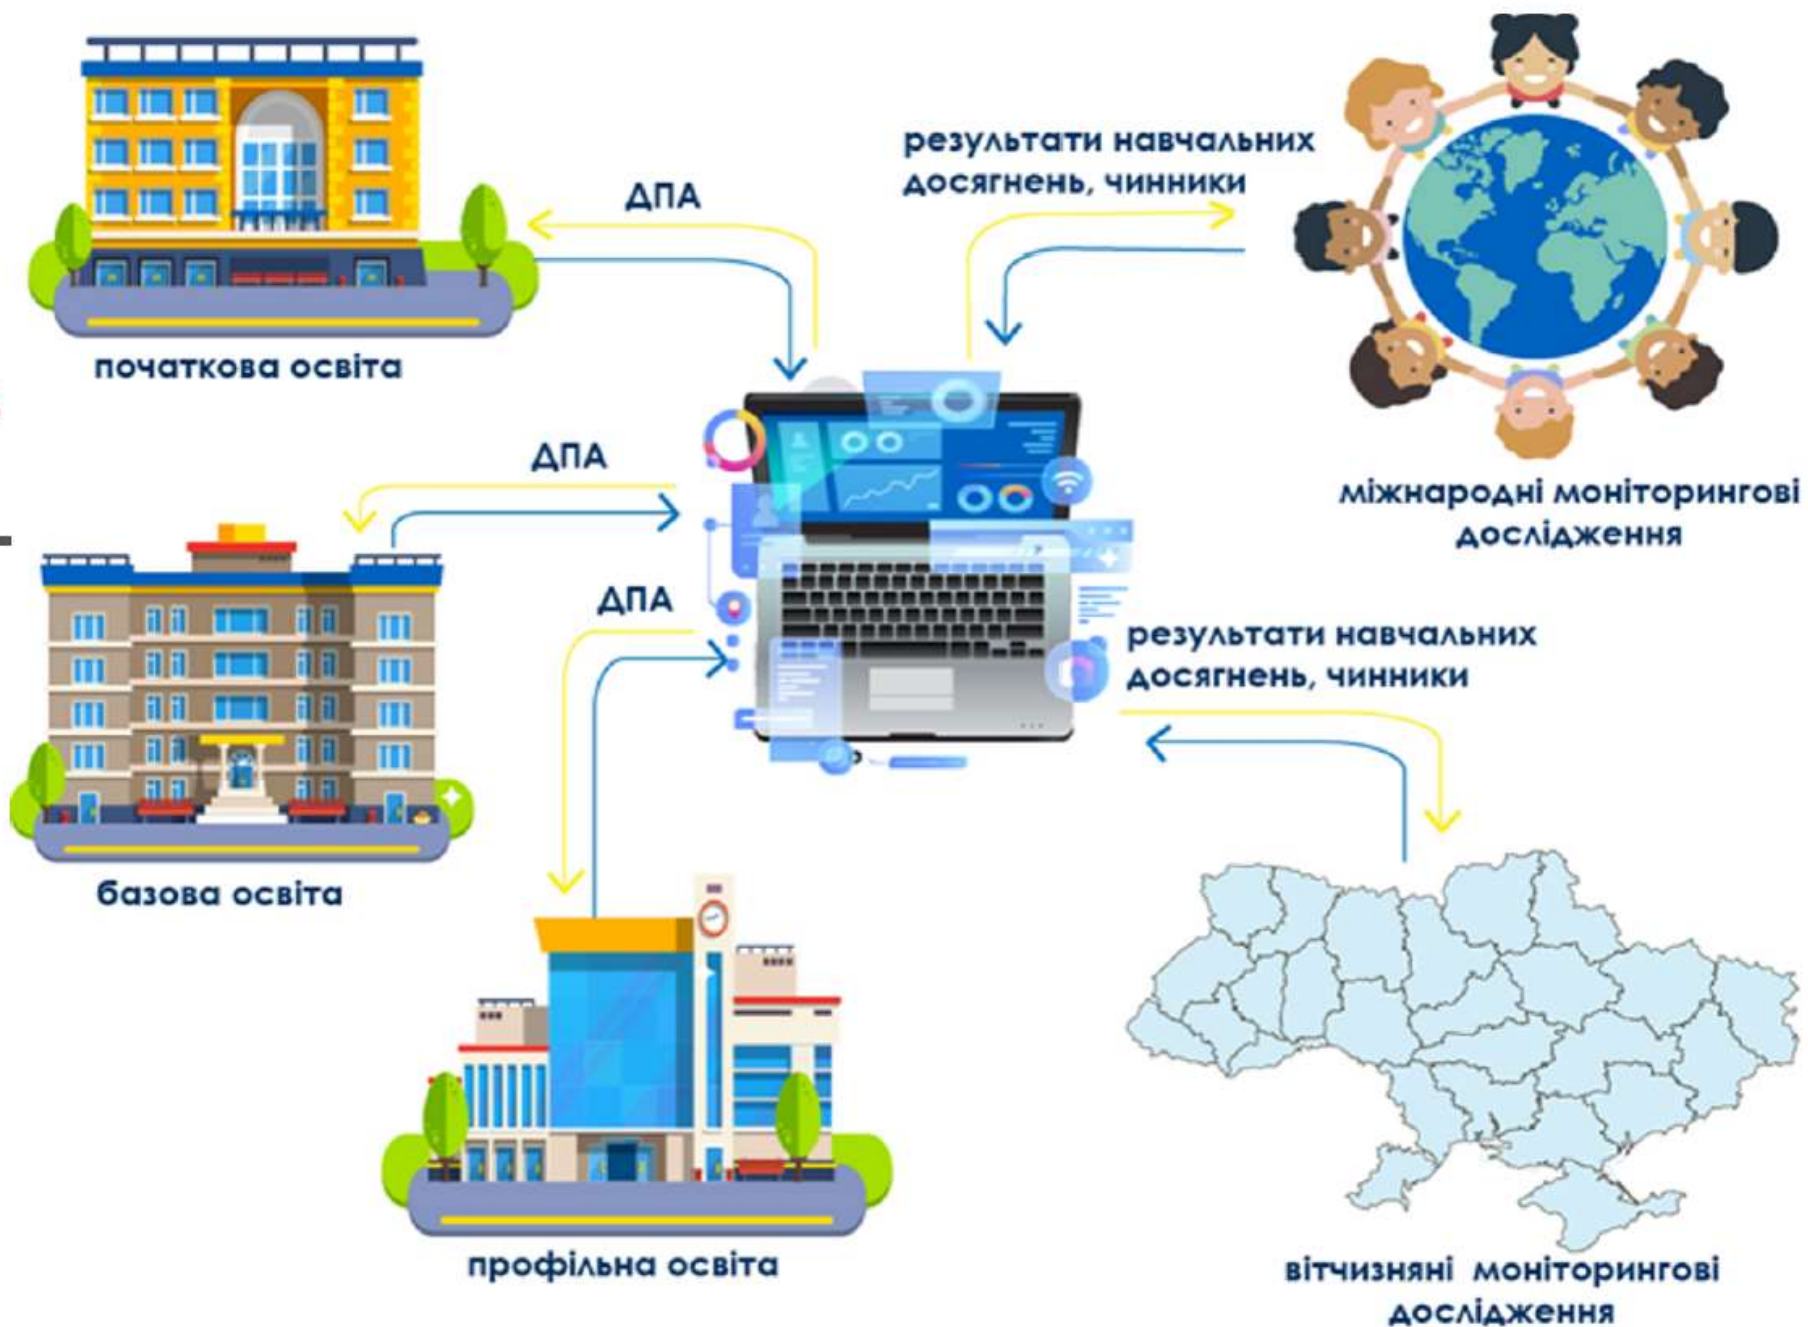 ДПА
початкова освіта
результати навчальних
досягнень, чинники
міжнародні моніторингові
дослідження
ДПА
базова освіта
ДПА
профільна освіта
результати навчальних
досягнень, чинники
вітчизняні моніторингові
дослідження